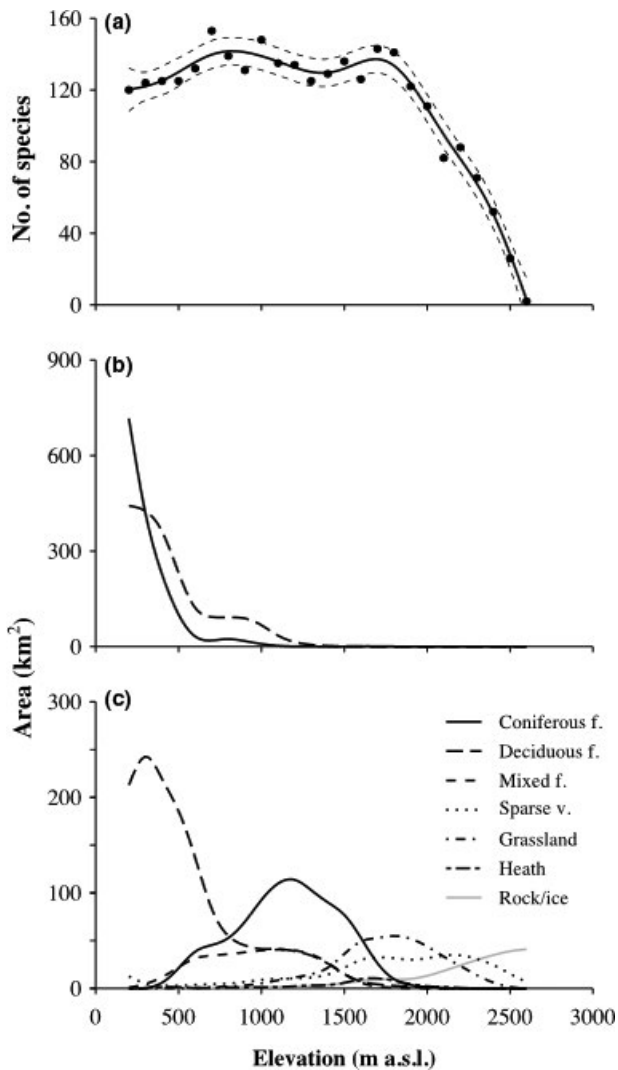 (a)
160
120
80
40
0
No. of species
(b)
900
600
300
0
Area (km²)
(c)
300
200
100
0
Coniferous f.
Deciduous f.
Mixed f.
Sparse v.
Grassland
Heath
Rock/ice
0 500 1000 1500 2000 2500 3000
Elevation (m a.s.l.)